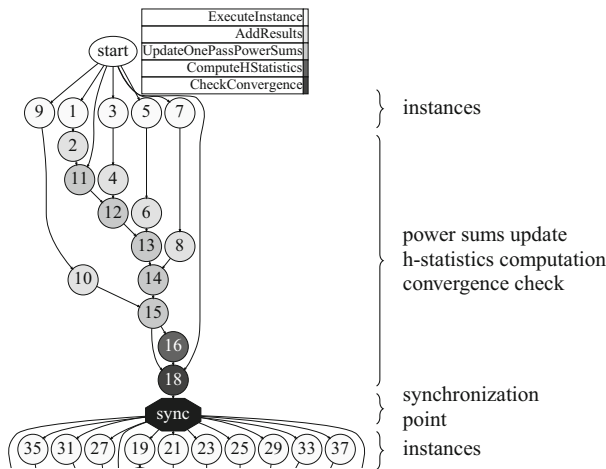 ExecuteInstance
AddResults
UpdateOnePassPowerSums
ComputeHStatistics
CheckConvergence
start
9 1 3 5 7
instances
2
11 4
12 6
13 8
power sums update
h-statistics computation
convergence check
10 14
15
16
18
synchronization
point
sync
35 31 27 19 21 23 25 29 33 37
instances